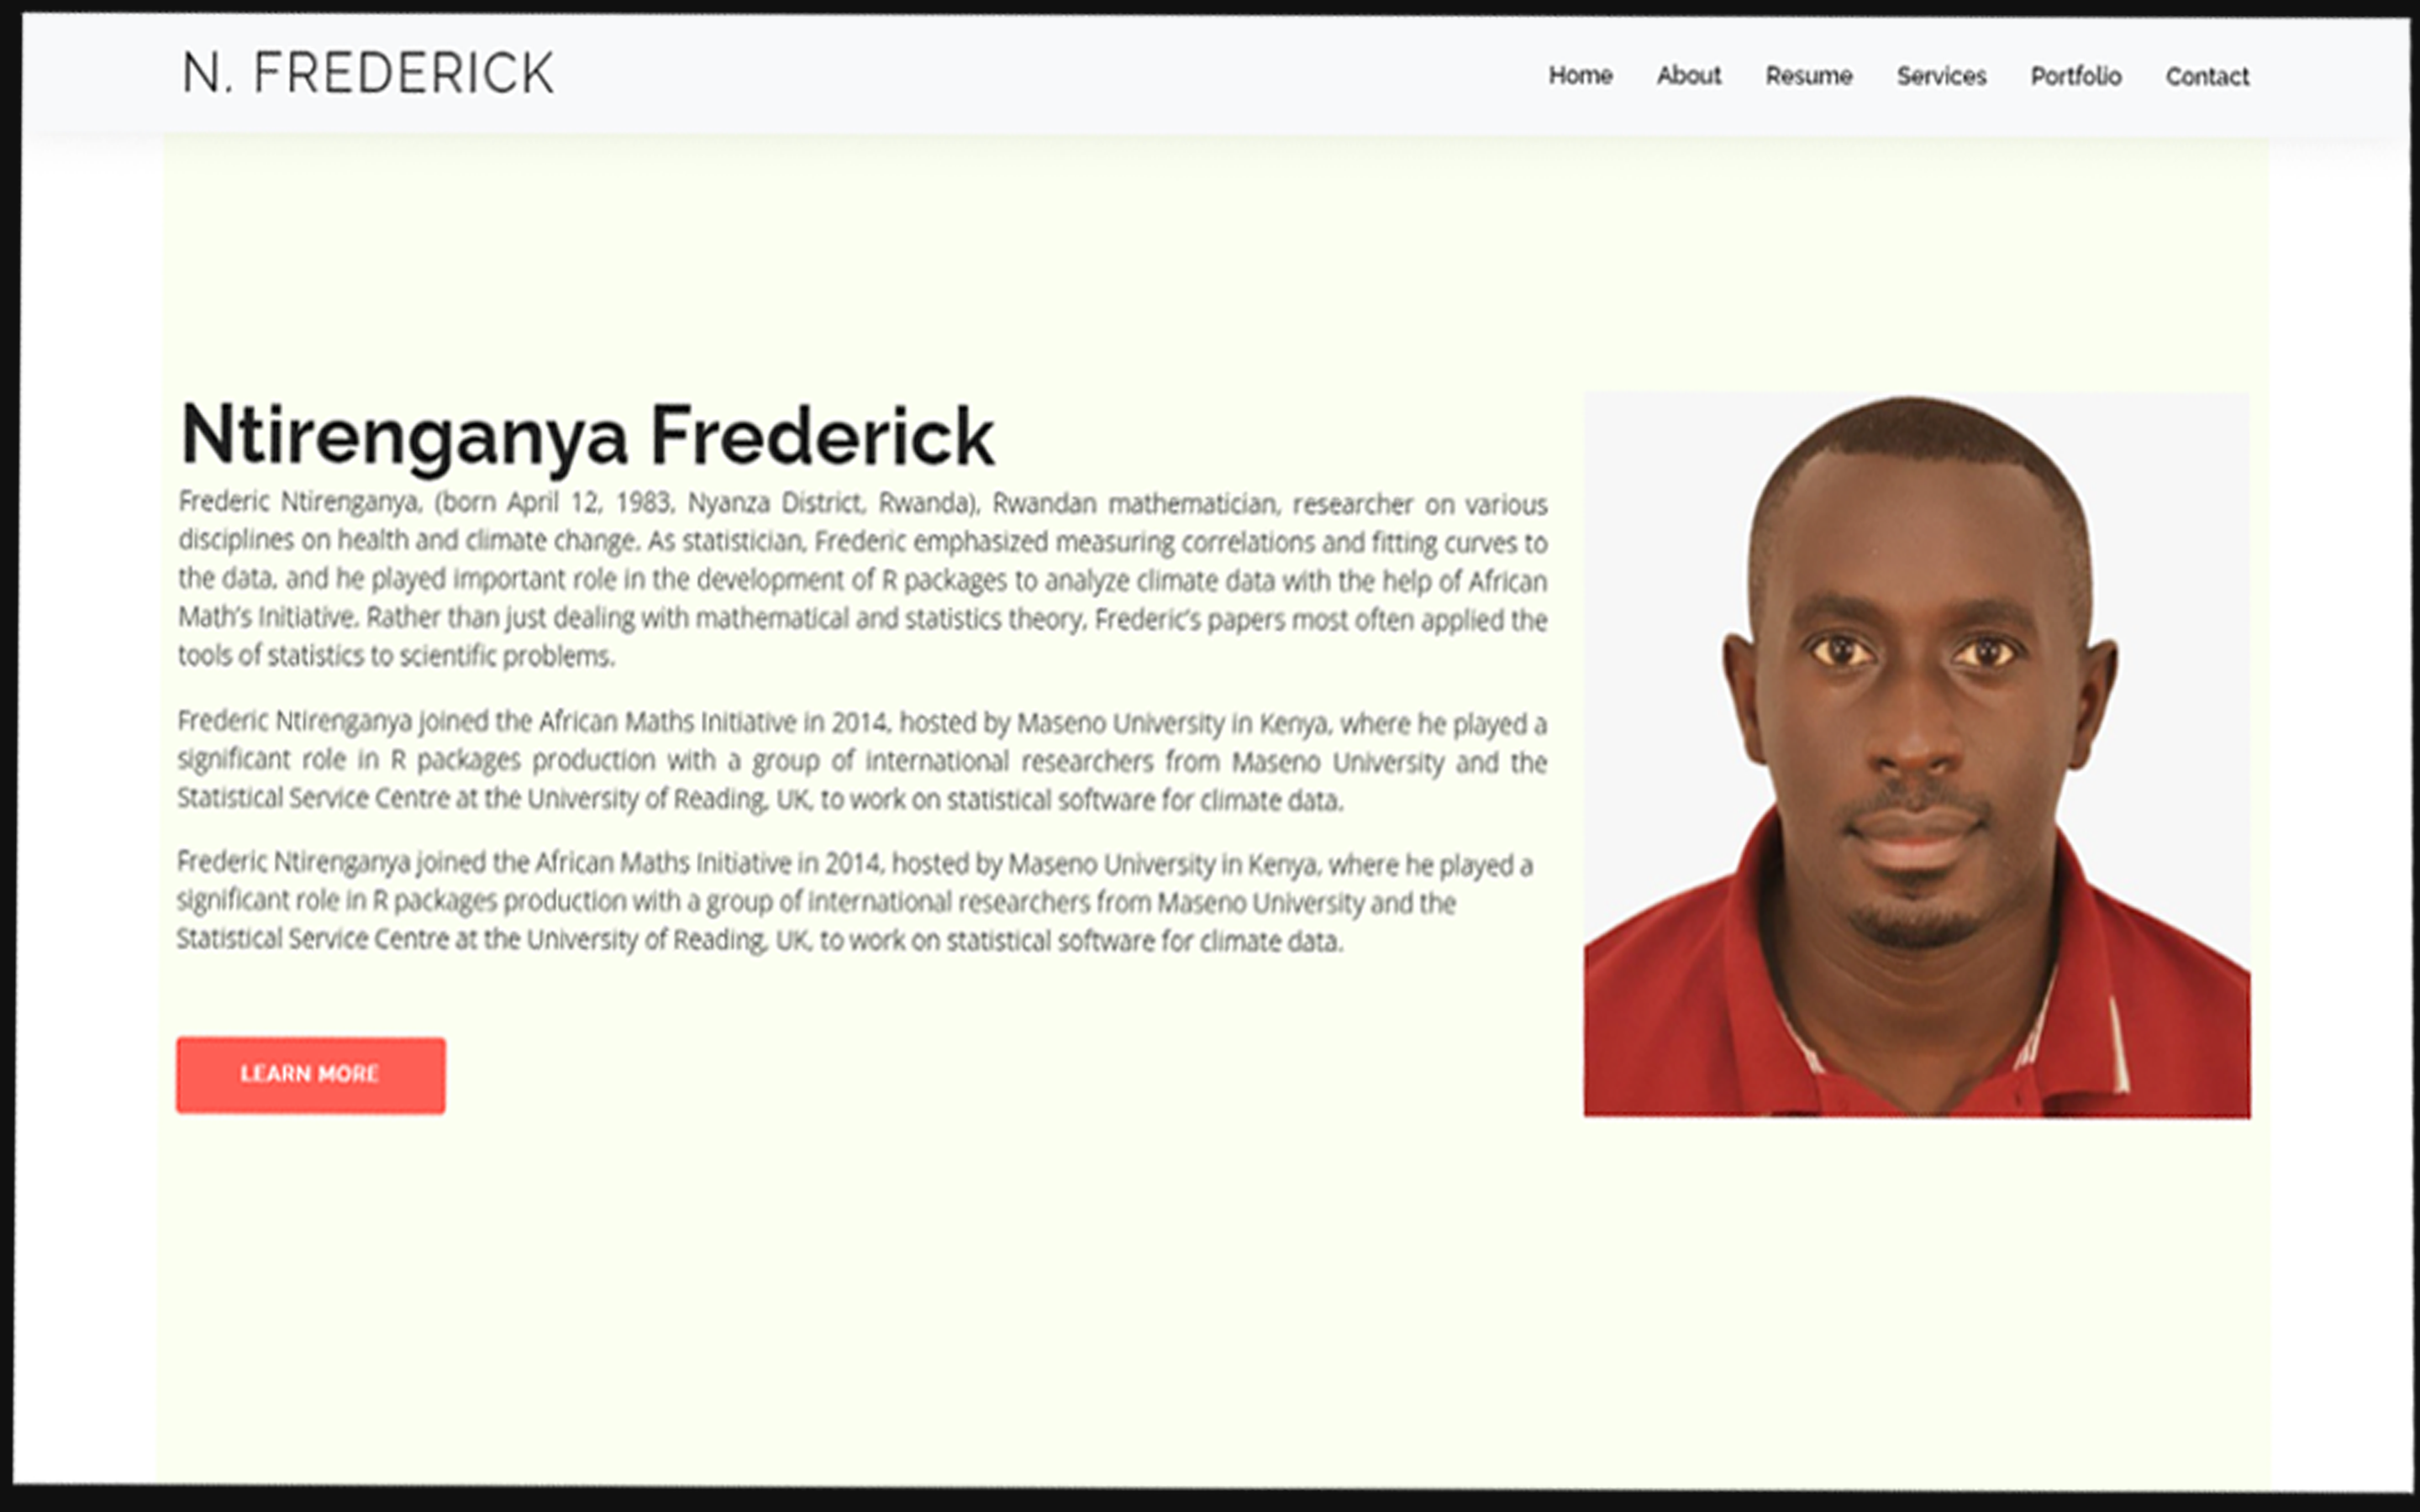 N. FREDERICK
Home About Resume Services Portfolio Contact
Ntirenganya Frederick
Frederic Ntirenganya, (born April 12, 1983, Nyanza District, Rwanda), Rwandan mathematician, researcher on various
disciplines on health and climate change. As statistician, Frederic emphasized measuring correlations and fitting curves to
the data, and he played important role in the development of R packages to analyze climate data with the help of African
Math’s Initiative. Rather than just dealing with mathematical and statistics theory, Frederic’s papers most often applied the
tools of statistics to scientific problems.
Frederic Ntirenganya joined the African Maths Initiative in 2014, hosted by Maseno University in Kenya, where he played a
significant role in R packages production with a group of international researchers from Maseno University and the
Statistical Service Centre at the University of Reading, UK, to work on statistical software for climate data.
Frederic Ntirenganya joined the African Maths Initiative in 2014, hosted by Maseno University in Kenya, where he played a
significant role in R packages production with a group of international researchers from Maseno University and the
Statistical Service Centre at the University of Reading, UK, to work on statistical software for climate data.
LEARN MORE